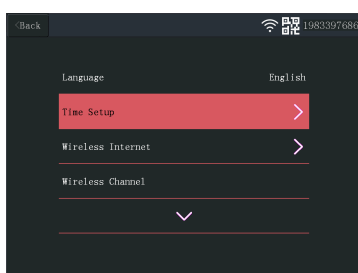 <Back
1983397686
Language English
Time Setup
Wireless Internet
Wireless Channel